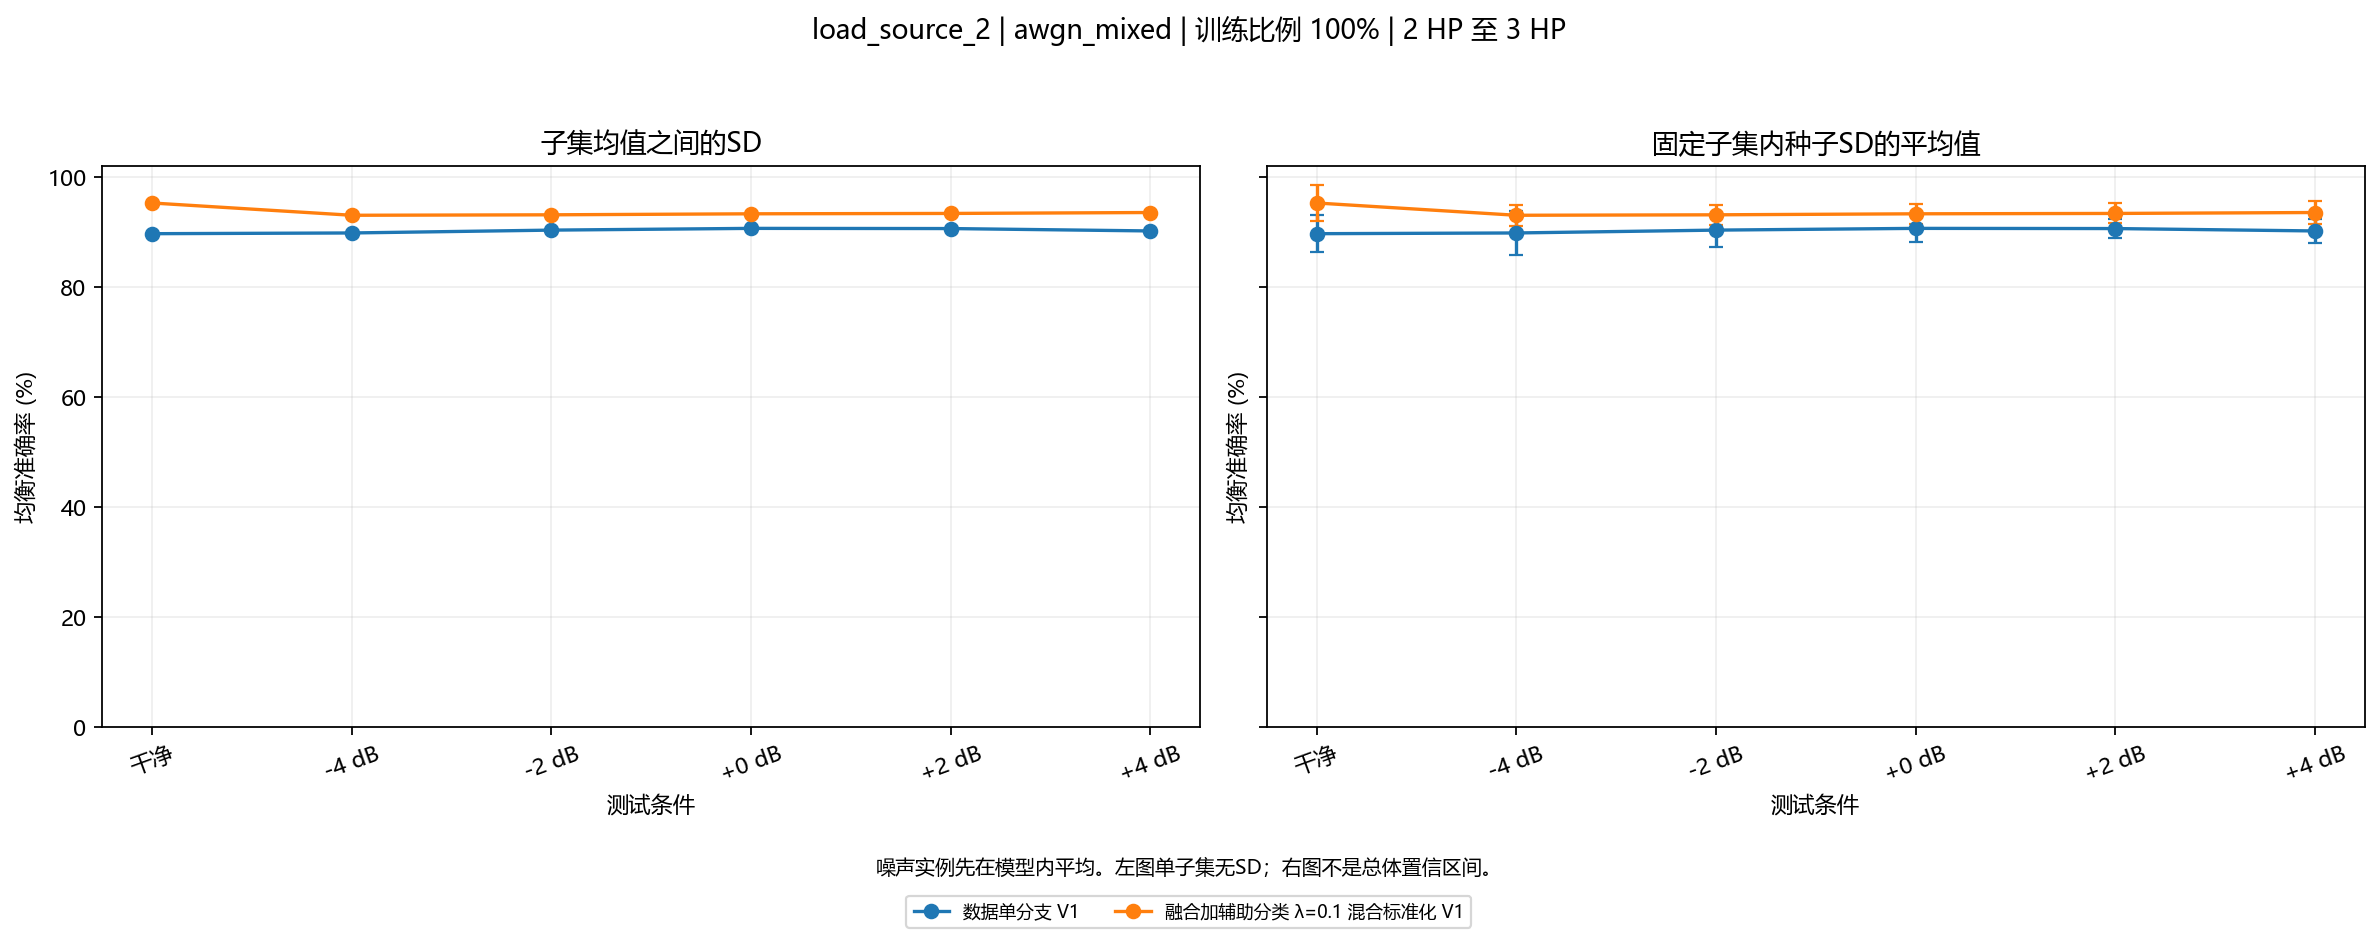 load_source_2 | awgn_mixed | 训练比例 100% | 2 HP 至 3 HP
子集均值之间的SD
均衡准确率 (%)
100
80
60
40
20
0
干净
-4 dB
-2 dB
+0 dB
+2 dB
+4 dB
测试条件
固定子集内种子SD的平均值
均衡准确率 (%)
干净
-4 dB
-2 dB
+0 dB
+2 dB
+4 dB
测试条件
噪声实例先在模型内平均。左图单子集无SD；右图不是总体置信区间。
数据单分支 V1
融合加辅助分类 λ=0.1 混合标准化 V1